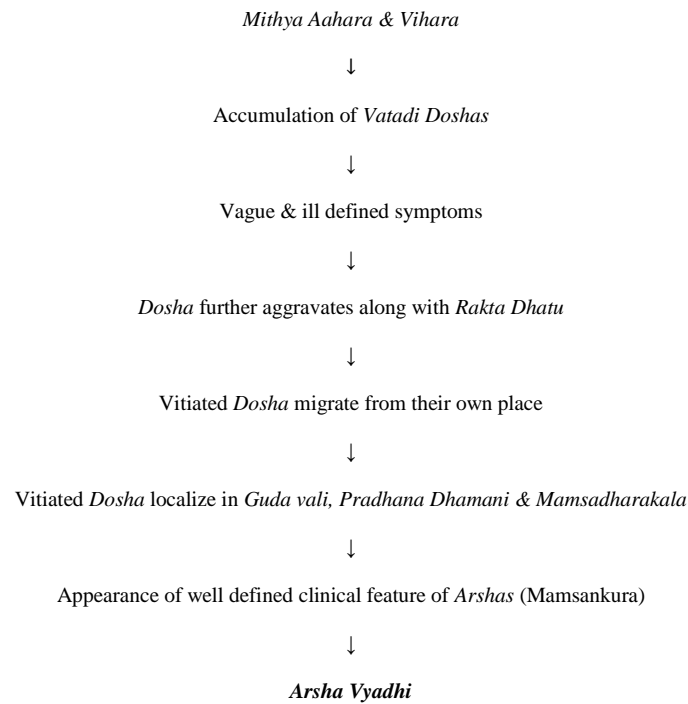 Mithya Aahara & Vihara
↓
Accumulation of Vatadi Doshas
↓
Vague & ill defined symptoms
↓
Dosha further aggravates along with Rakta Dhatu
↓
Vitiated Dosha migrate from their own place
↓
Vitiated Dosha localize in Guda vali, Pradhana Dhamani & Mamsadharakala
↓
Appearance of well defined clinical feature of Arshas (Mamsankura)
↓
Arsha Vyadhi